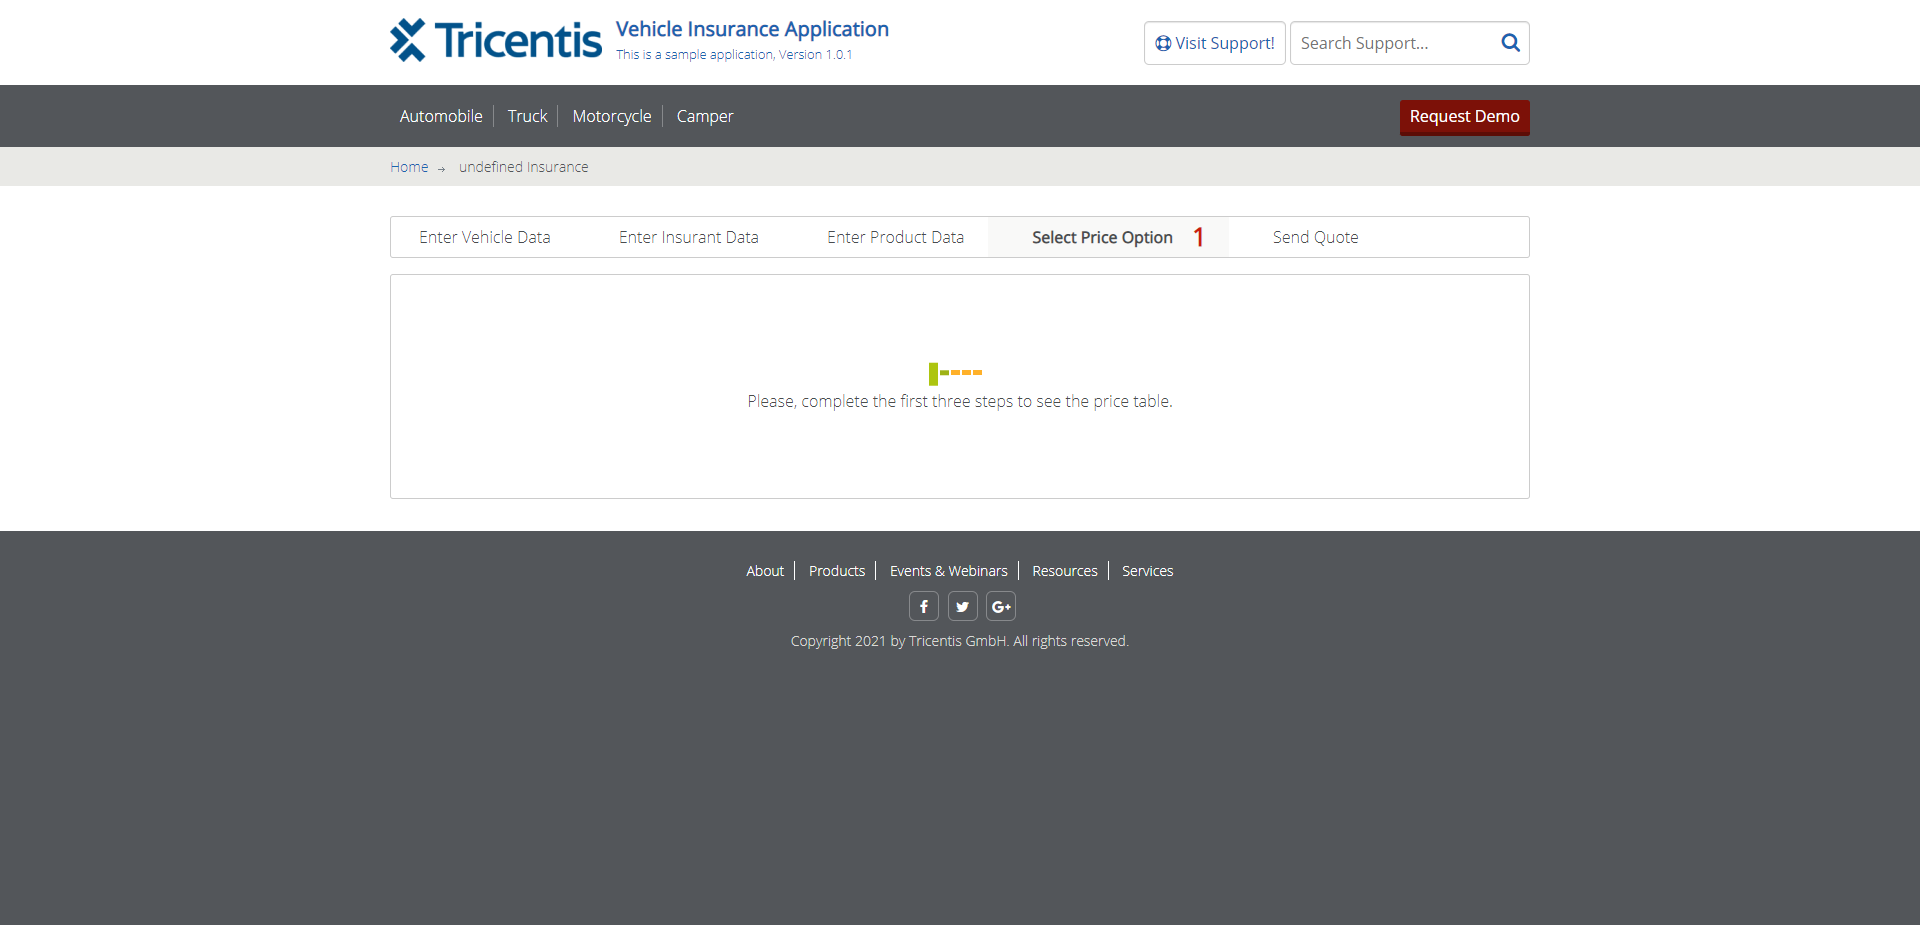 Tricentis
Vehicle Insurance Application
This is a sample application, Version 1.0.1
Visit Support!
Search Support...
Automobile
Truck
Motorcycle
Camper
Request Demo
Home → undefined Insurance
Enter Vehicle Data
Enter Insurant Data
Enter Product Data
Select Price Option 1
Send Quote
Please, complete the first three steps to see the price table.
About
Products
Events & Webinars
Resources
Services
G+
Copyright 2021 by Tricentis GmbH. All rights reserved.